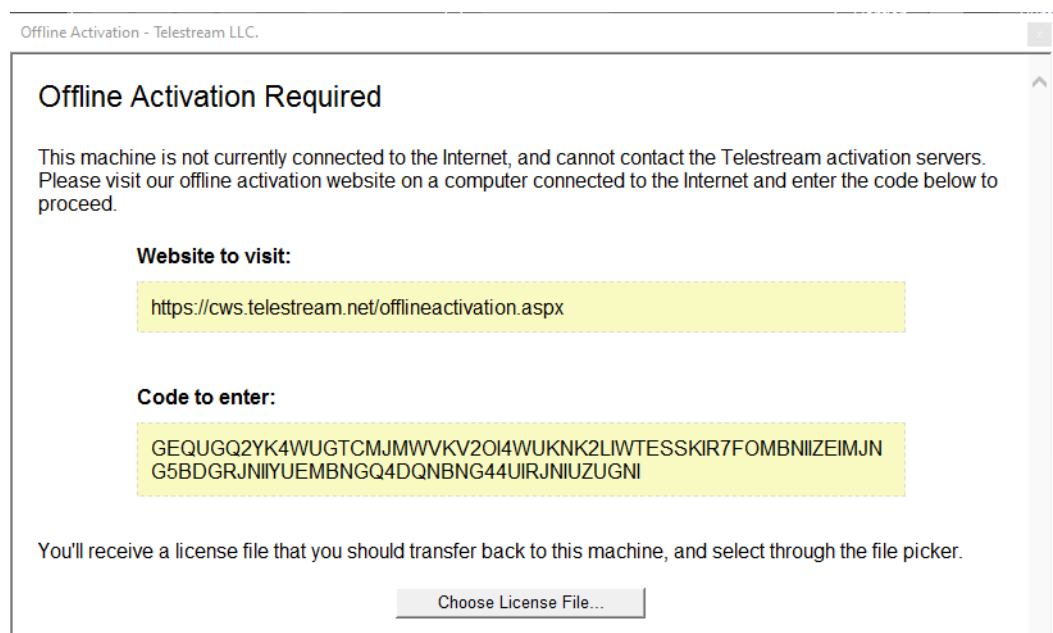 Offline Activation - Telestream LLC.
Offline Activation Required
This machine is not currently connected to the Internet, and cannot contact the Telestream activation servers.
Please visit our offline activation website on a computer connected to the Internet and enter the code below to
proceed.
Website to visit:
https://cws.telestream.net/offlineactivation.aspx
Code to enter:
GEQUGQ2YK4WUGTCMJMWVKV2OI4WUKNK2LIWTESSKIR7FOMBNIIZEIMJN
G5BDGRJNIIYUEMBNGQ4DQNBNG44UIRJNIUZUGNI
You'll receive a license file that you should transfer back to this machine, and select through the file picker.
Choose License File...